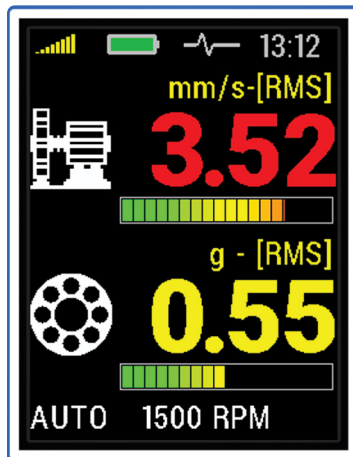 13:12
mm/s-[RMS]
3.52
g - [RMS]
0.55
AUTO 1500 RPM